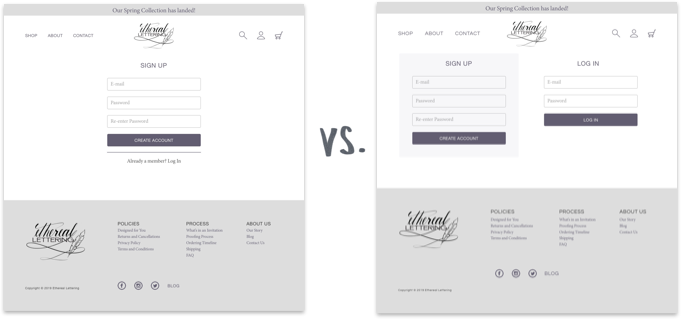 Our Spring Collection has landed!
SHOP ABOUT CONTACT
ethereal
LETTERING
SIGN UP
E-mail
Password
Re-enter Password
CREATE ACCOUNT
Already a member? Log In
ethereal
LETTERING
POLICIES
Designed for You
Returns and Cancellations
Privacy Policy
Terms and Conditions
PROCESS
What's in an Invitation
Proofing Process
Ordering Timeline
Shipping
FAQ
ABOUT US
Our Story
Blog
Contact Us
BLOG
Copyright © 2018 Ethereal Lettering
VS.
Our Spring Collection has landed!
SHOP ABOUT CONTACT
ethereal
LETTERING
SIGN UP
E-mail
Password
Re-enter Password
CREATE ACCOUNT
LOG IN
E-mail
Password
LOG IN
ethereal
LETTERING
POLICIES
Designed for You
Returns and Cancellations
Privacy Policy
Terms and Conditions
PROCESS
What's in an Invitation
Proofing Process
Ordering Timeline
Shipping
FAQ
ABOUT US
Our Story
Blog
Contact Us
BLOG
Copyright © 2018 Ethereal Lettering